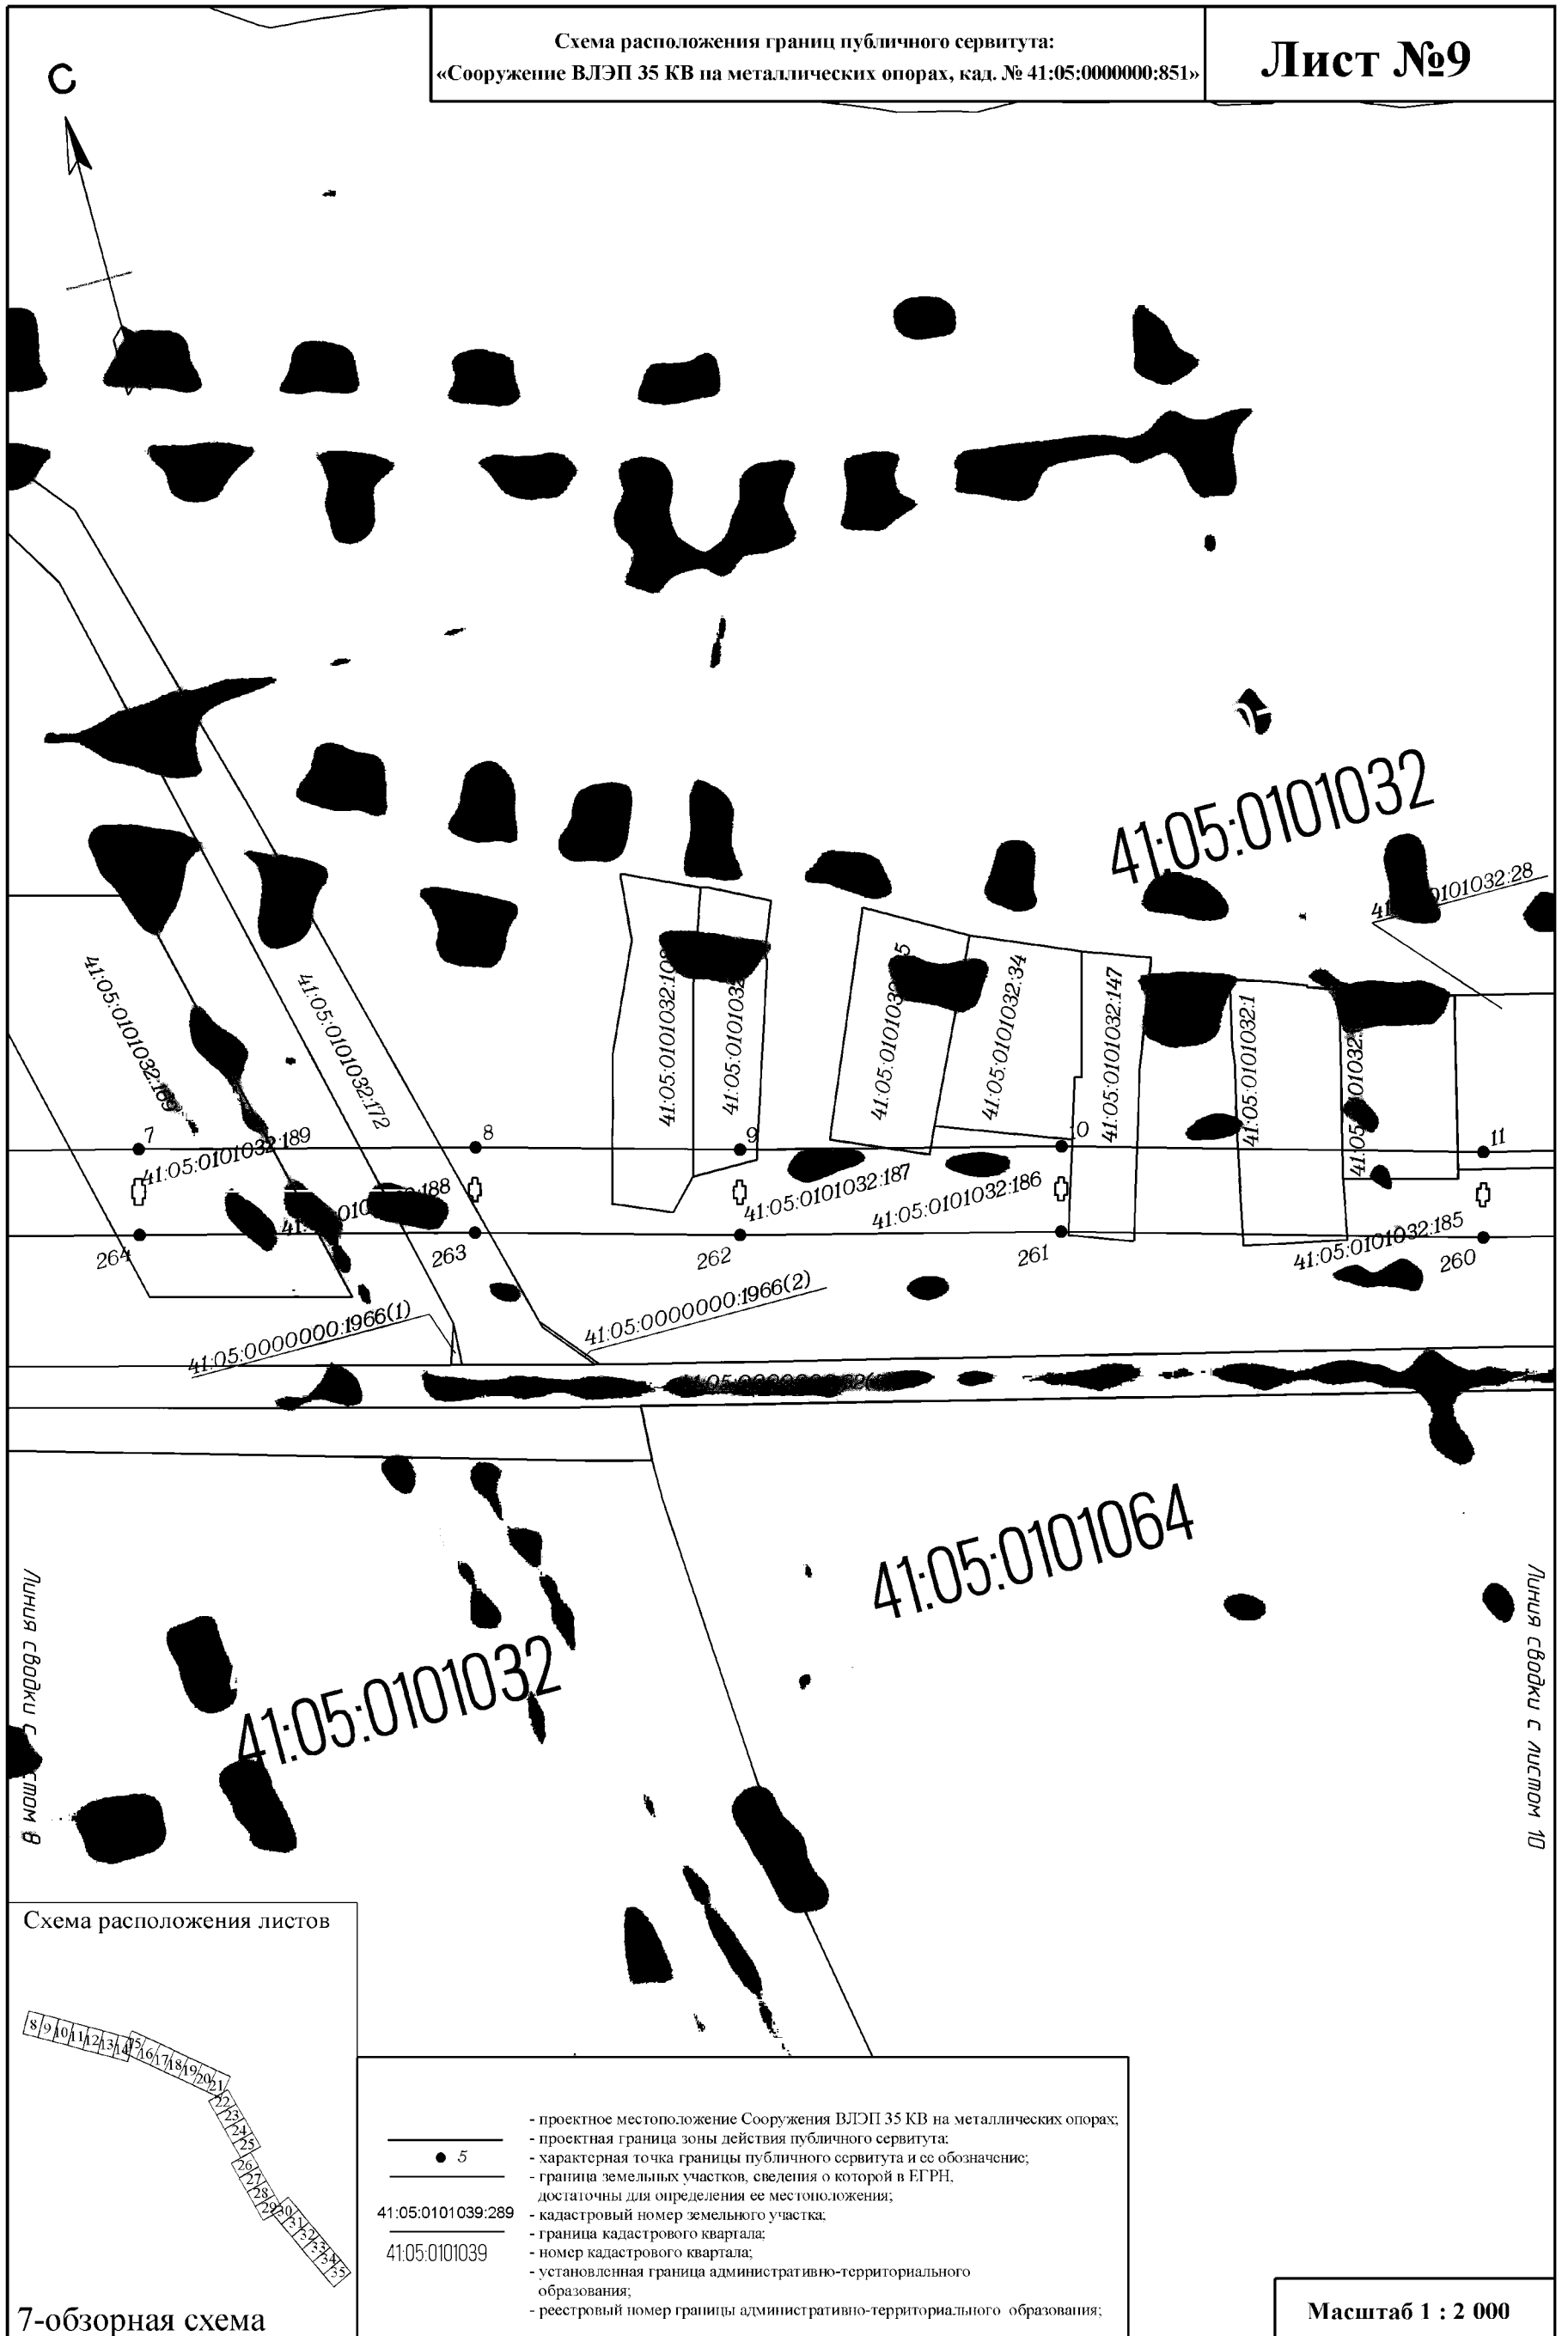 Схема расположения границ публичного сервитута:
«Сооружение ВЛЭП 35 КВ на металлических опорах, кад. № 41:05:0000000:851»
Лист №9
С
41:05:0101032
41:05:0101032:189
41:05:0101032:172
41:05:0101032:34
41:05:0101032:147
41:05:0101032:1
7
8
9
11
41:05:0101032:189
41:05:0101032:187
41:05:0101032:186
41:05:0101032:185
264
263
262
261
260
41:05:0000000:1966(1)
41:05:0000000:1966(2)
41:05:0101064
41:05:0101032
Линия сводки с листом 10
Схема расположения листов
8 9 10 11 12 13 14 15 16 17 18 19 20 21
22
23
24
25
26
27
28
29 30 31 32 33 34 35
7-обзорная схема
- проектное местоположение Сооружения ВЛЭП 35 КВ на металлических опорах;
- проектная граница зоны действия публичного сервитута;
5 - характерная точка границы публичного сервитута и ее обозначение;
- граница земельных участков, сведения о которой в ЕГРН,
достаточны для определения ее местоположения;
41:05:0101039:289 - кадастровый номер земельного участка;
- граница кадастрового квартала;
41:05:0101039 - номер кадастрового квартала;
- установленная граница административно-территориального
образования;
- реестровый номер границы административно-территориального образования;
Масштаб 1 : 2 000